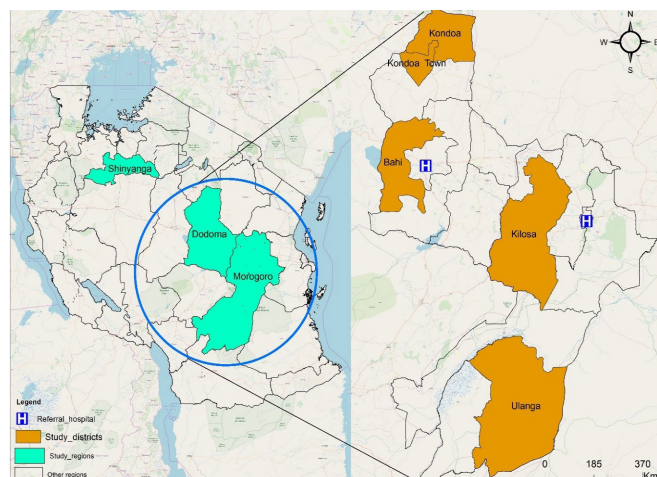 Shinyanga
Dodoma
Morogoro
Legend
H Referral_hospital
Study_districts
Study_regions
Other regions
Kondoa
Kondoa Town
Bahi
H
Kilosa
H
Ulanga
N
W E
S
0 185 370
Km